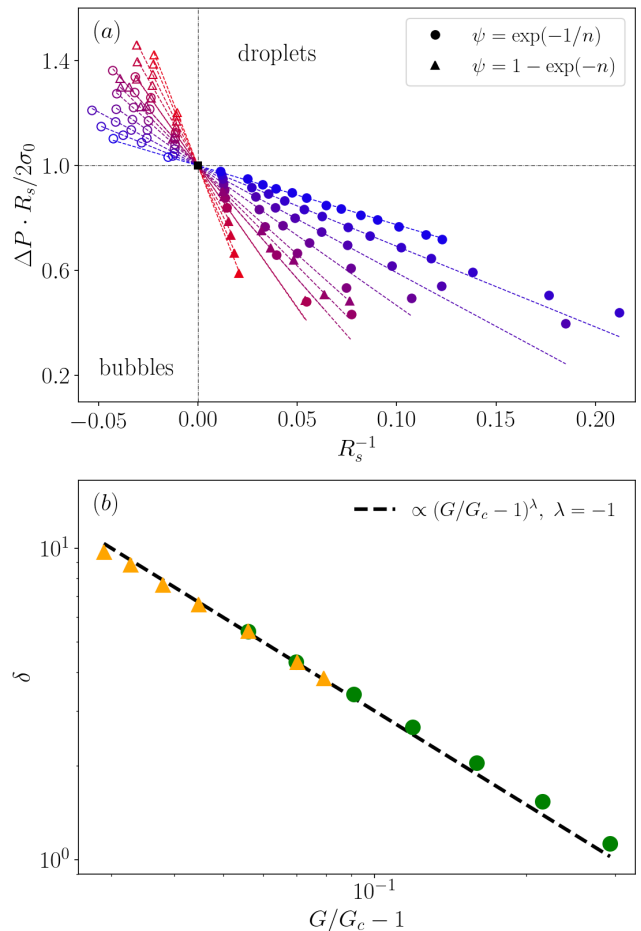 (a)
droplets
ψ = exp(−1/n)
ψ = 1 − exp(−n)
1.4
1.0
0.6
0.2
ΔP · R_s/2σ_0
bubbles
−0.05
0.00
0.05
0.10
0.15
0.20
R_s^{-1}
(b)
∝ (G/G_c − 1)^λ, λ = −1
10^1
10^0
δ
10^{-1}
G/G_c − 1